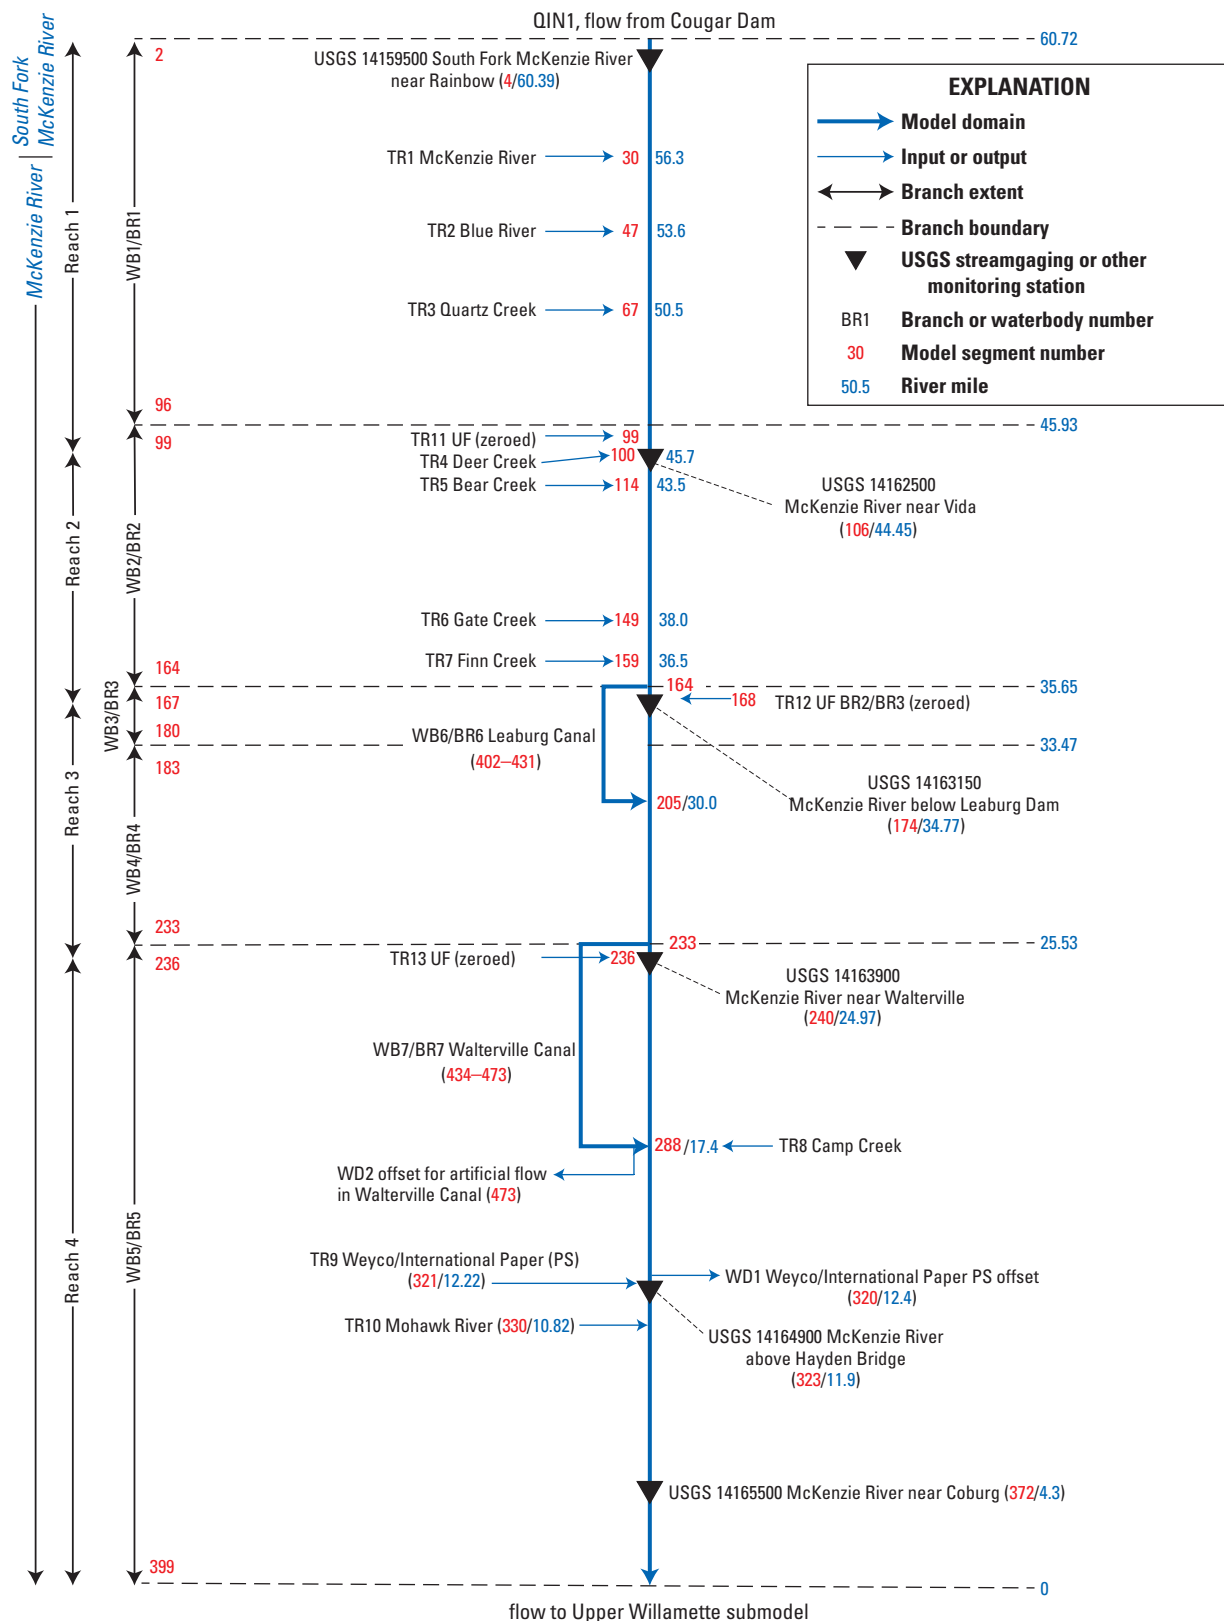 QIN1, flow from Cougar Dam
60.72
2
South Fork
McKenzie River
McKenzie River
USGS 14159500 South Fork McKenzie River
near Rainbow (4/60.39)
EXPLANATION
Model domain
Input or output
Branch extent
Branch boundary
USGS streamgaging or other
monitoring station
BR1 Branch or waterbody number
30 Model segment number
50.5 River mile
TR1 McKenzie River 30 56.3
TR2 Blue River 47 53.6
TR3 Quartz Creek 67 50.5
Reach 1
WB1/BR1
96
45.93
99
TR11 UF (zeroed) 99
TR4 Deer Creek 100 45.7
TR5 Bear Creek 114 43.5
USGS 14162500
McKenzie River near Vida
(106/44.45)
Reach 2
WB2/BR2
TR6 Gate Creek 149 38.0
TR7 Finn Creek 159 36.5
164
164
35.65
167
168 TR12 UF BR2/BR3 (zeroed)
WB3/BR3
180
33.47
183
WB6/BR6 Leaburg Canal
(402–431)
205/30.0
USGS 14163150
McKenzie River below Leaburg Dam
(174/34.77)
Reach 3
WB4/BR4
233
233
25.53
236
TR13 UF (zeroed) 236
USGS 14163900
McKenzie River near Walterville
(240/24.97)
WB7/BR7 Walterville Canal
(434–473)
288/17.4 TR8 Camp Creek
WD2 offset for artificial flow
in Walterville Canal (473)
Reach 4
WB5/BR5
TR9 Weyco/International Paper (PS)
(321/12.22)
WD1 Weyco/International Paper PS offset
(320/12.4)
TR10 Mohawk River (330/10.82)
USGS 14164900 McKenzie River
above Hayden Bridge
(323/11.9)
USGS 14165500 McKenzie River near Coburg (372/4.3)
399
0
flow to Upper Willamette submodel